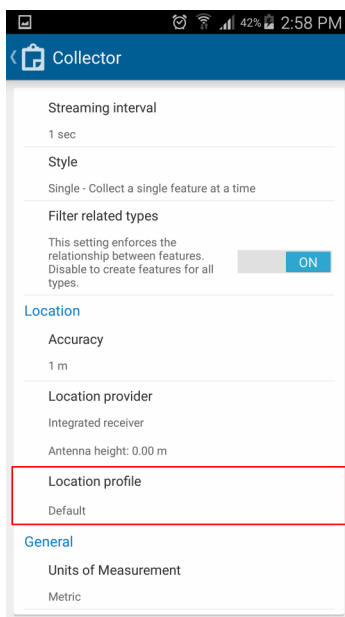 42% 2:58 PM
Collector
Streaming interval
1 sec
Style
Single - Collect a single feature at a time
Filter related types
This setting enforces the
relationship between features.
Disable to create features for all
types.
ON
Location
Accuracy
1 m
Location provider
Integrated receiver
Antenna height: 0.00 m
Location profile
Default
General
Units of Measurement
Metric